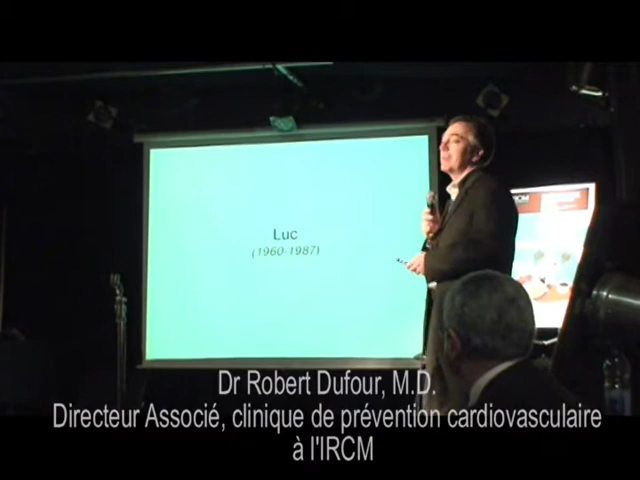 Luc
(1960-1987)
Dr Robert Dufour, M.D.
Directeur Associé, clinique de prévention cardiovasculaire
à l'IRCM